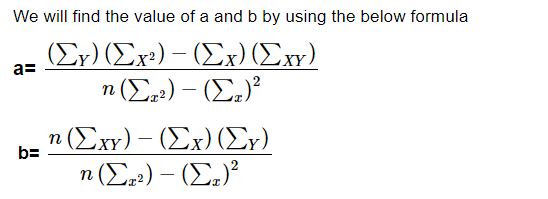 We will find the value of a and b by using the below formula
a= (∑Y) (∑X²) − (∑X) (∑XY) / n (∑x²) − (∑x)²
b= n (∑XY) − (∑X) (∑Y) / n (∑x²) − (∑x)²